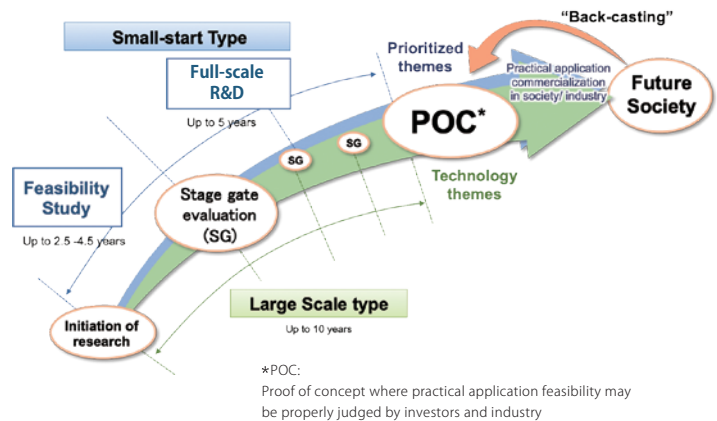 “Back-casting”
Small-start Type
Prioritized
themes
Full-scale
R&D
Up to 5 years
Practical application
commercialization
in society/ industry
Future
Society
POC*
SG
SG
Technology
themes
Feasibility
Study
Up to 2.5 -4.5 years
Stage gate
evaluation
(SG)
Large Scale type
Up to 10 years
Initiation of
research
*POC:
Proof of concept where practical application feasibility may
be properly judged by investors and industry